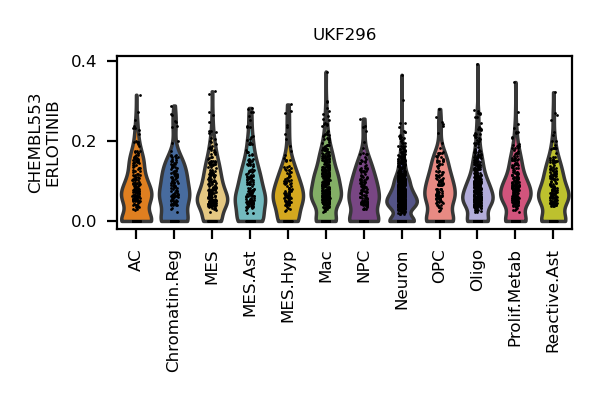 UKF296
CHEMBL553
ERLOTINIB
0.4
0.2
0.0
AC
Chromatin.Reg
MES
MES.Ast
MES.Hyp
Mac
NPC
Neuron
OPC
Oligo
Prolif.Metab
Reactive.Ast